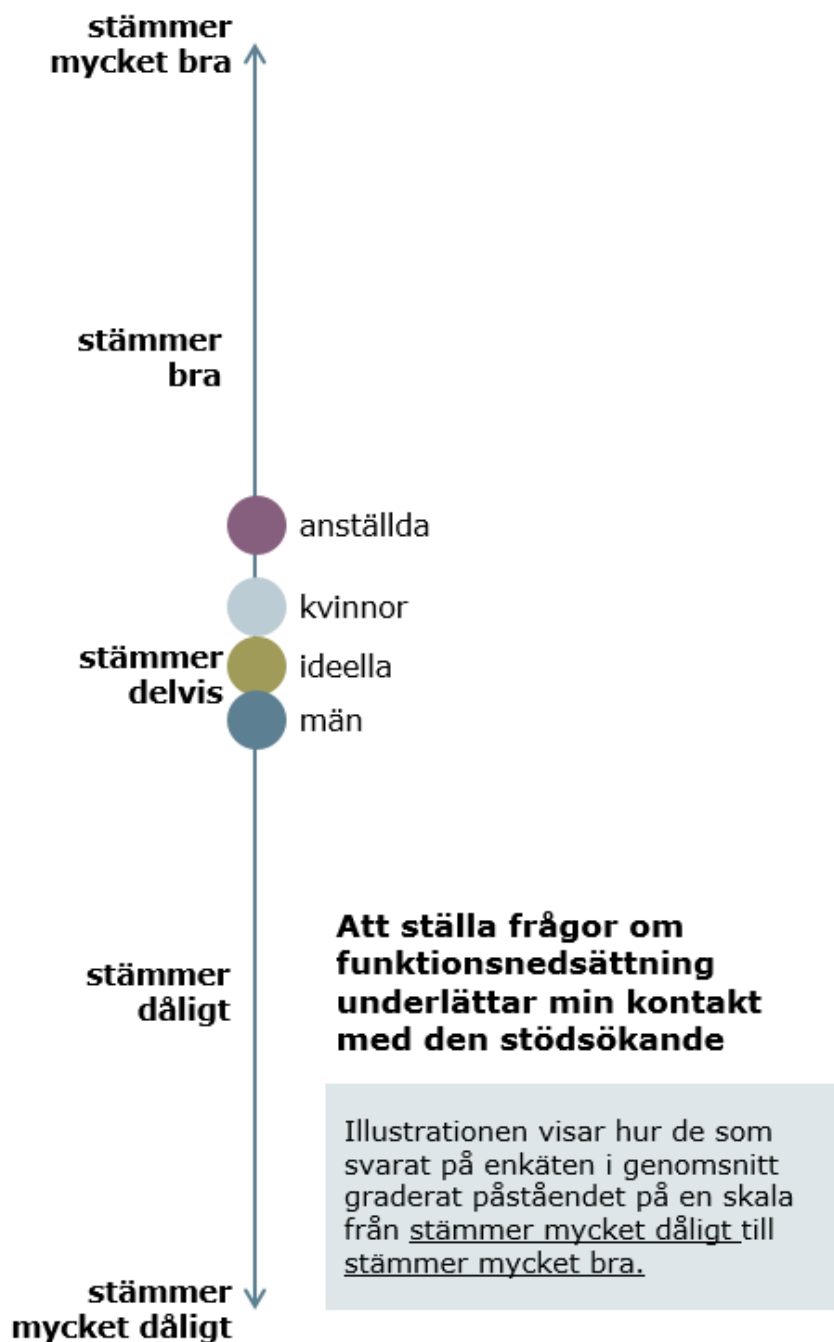 stämmer
mycket bra
stämmer
bra
anställda
kvinnor
stämmer
delvis
ideella
män
Att ställa frågor om
funktionsnedsättning
underlättar min kontakt
med den stödsökande
stämmer
dåligt
Illustrationen visar hur de som
svarat på enkäten i genomsnitt
graderat påståendet på en skala
från stämmer mycket dåligt till
stämmer mycket bra.
stämmer
mycket dåligt